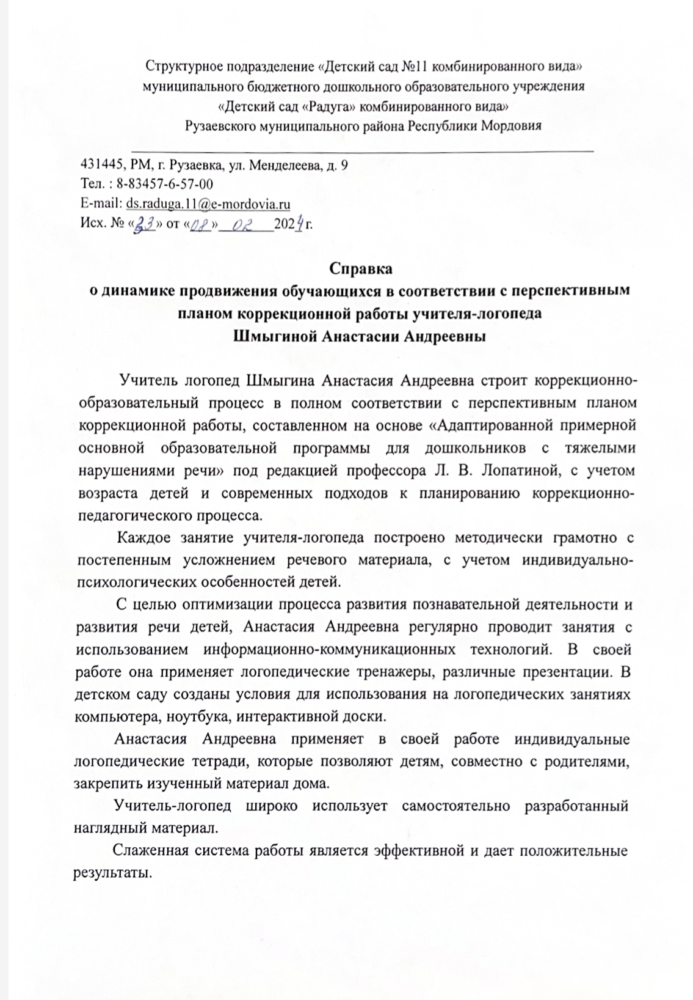 Структурное подразделение «Детский сад №11 комбинированного вида»
муниципального бюджетного дошкольного образовательного учреждения
«Детский сад «Радуга» комбинированного вида»
Рузаевского муниципального района Республики Мордовия
431445, РМ, г. Рузаевка, ул. Менделеева, д. 9
Тел. : 8-83457-6-57-00
E-mail: ds.raduga.11@e-mordovia.ru
Исх. № «33» от «08» 02 2024 г.
Справка
о динамике продвижения обучающихся в соответствии с перспективным
планом коррекционной работы учителя-логопеда
Шмыгиной Анастасии Андреевны
Учитель логопед Шмыгина Анастасия Андреевна строит коррекционно-
образовательный процесс в полном соответствии с перспективным планом
коррекционной работы, составленном на основе «Адаптированной примерной
основной образовательной программы для дошкольников с тяжелыми
нарушениями речи» под редакцией профессора Л. В. Лопатиной, с учетом
возраста детей и современных подходов к планированию коррекционно-
педагогического процесса.
Каждое занятие учителя-логопеда построено методически грамотно с
постепенным усложнением речевого материала, с учетом индивидуально-
психологических особенностей детей.
С целью оптимизации процесса развития познавательной деятельности и
развития речи детей, Анастасия Андреевна регулярно проводит занятия с
использованием информационно-коммуникационных технологий. В своей
работе она применяет логопедические тренажеры, различные презентации. В
детском саду созданы условия для использования на логопедических занятиях
компьютера, ноутбука, интерактивной доски.
Анастасия Андреевна применяет в своей работе индивидуальные
логопедические тетради, которые позволяют детям, совместно с родителями,
закрепить изученный материал дома.
Учитель-логопед широко использует самостоятельно разработанный
наглядный материал.
Слаженная система работы является эффективной и дает положительные
результаты.